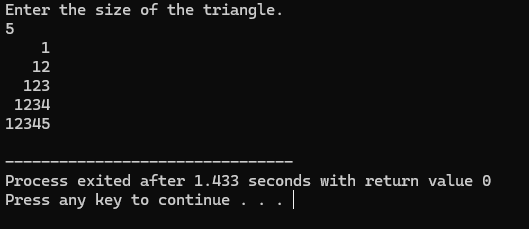 Enter the size of the triangle.
5
    1
   12
  123
 1234
12345
--------------------------------
Process exited after 1.433 seconds with return value 0
Press any key to continue . . .